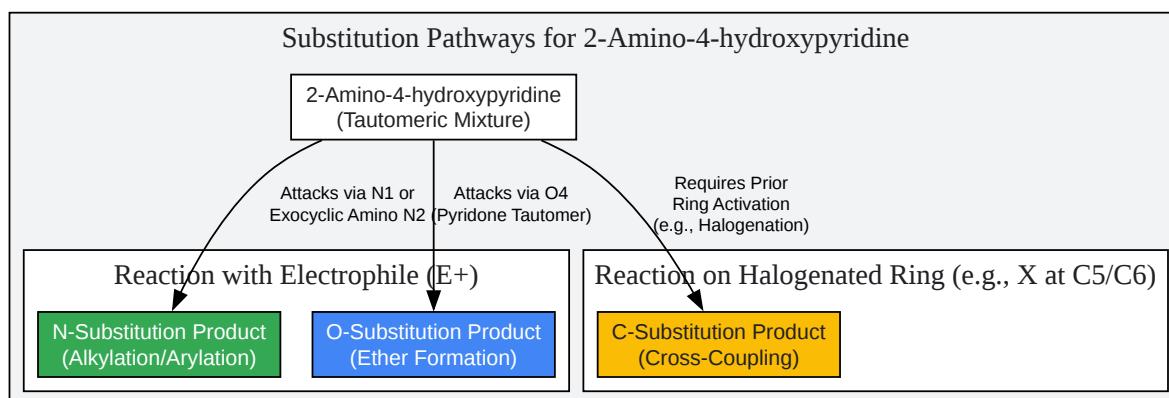 Substitution Pathways for 2-Amino-4-hydroxypyridine
2-Amino-4-hydroxypyridine
(Tautomeric Mixture)
Attacks via N1 or
Exocyclic Amino N2
Attacks via O4
(Pyridone Tautomer)
Requires Prior
Ring Activation
(e.g., Halogenation)
Reaction with Electrophile (E+)
N-Substitution Product
(Alkylation/Arylation)
O-Substitution Product
(Ether Formation)
Reaction on Halogenated Ring (e.g., X at C5/C6)
C-Substitution Product
(Cross-Coupling)